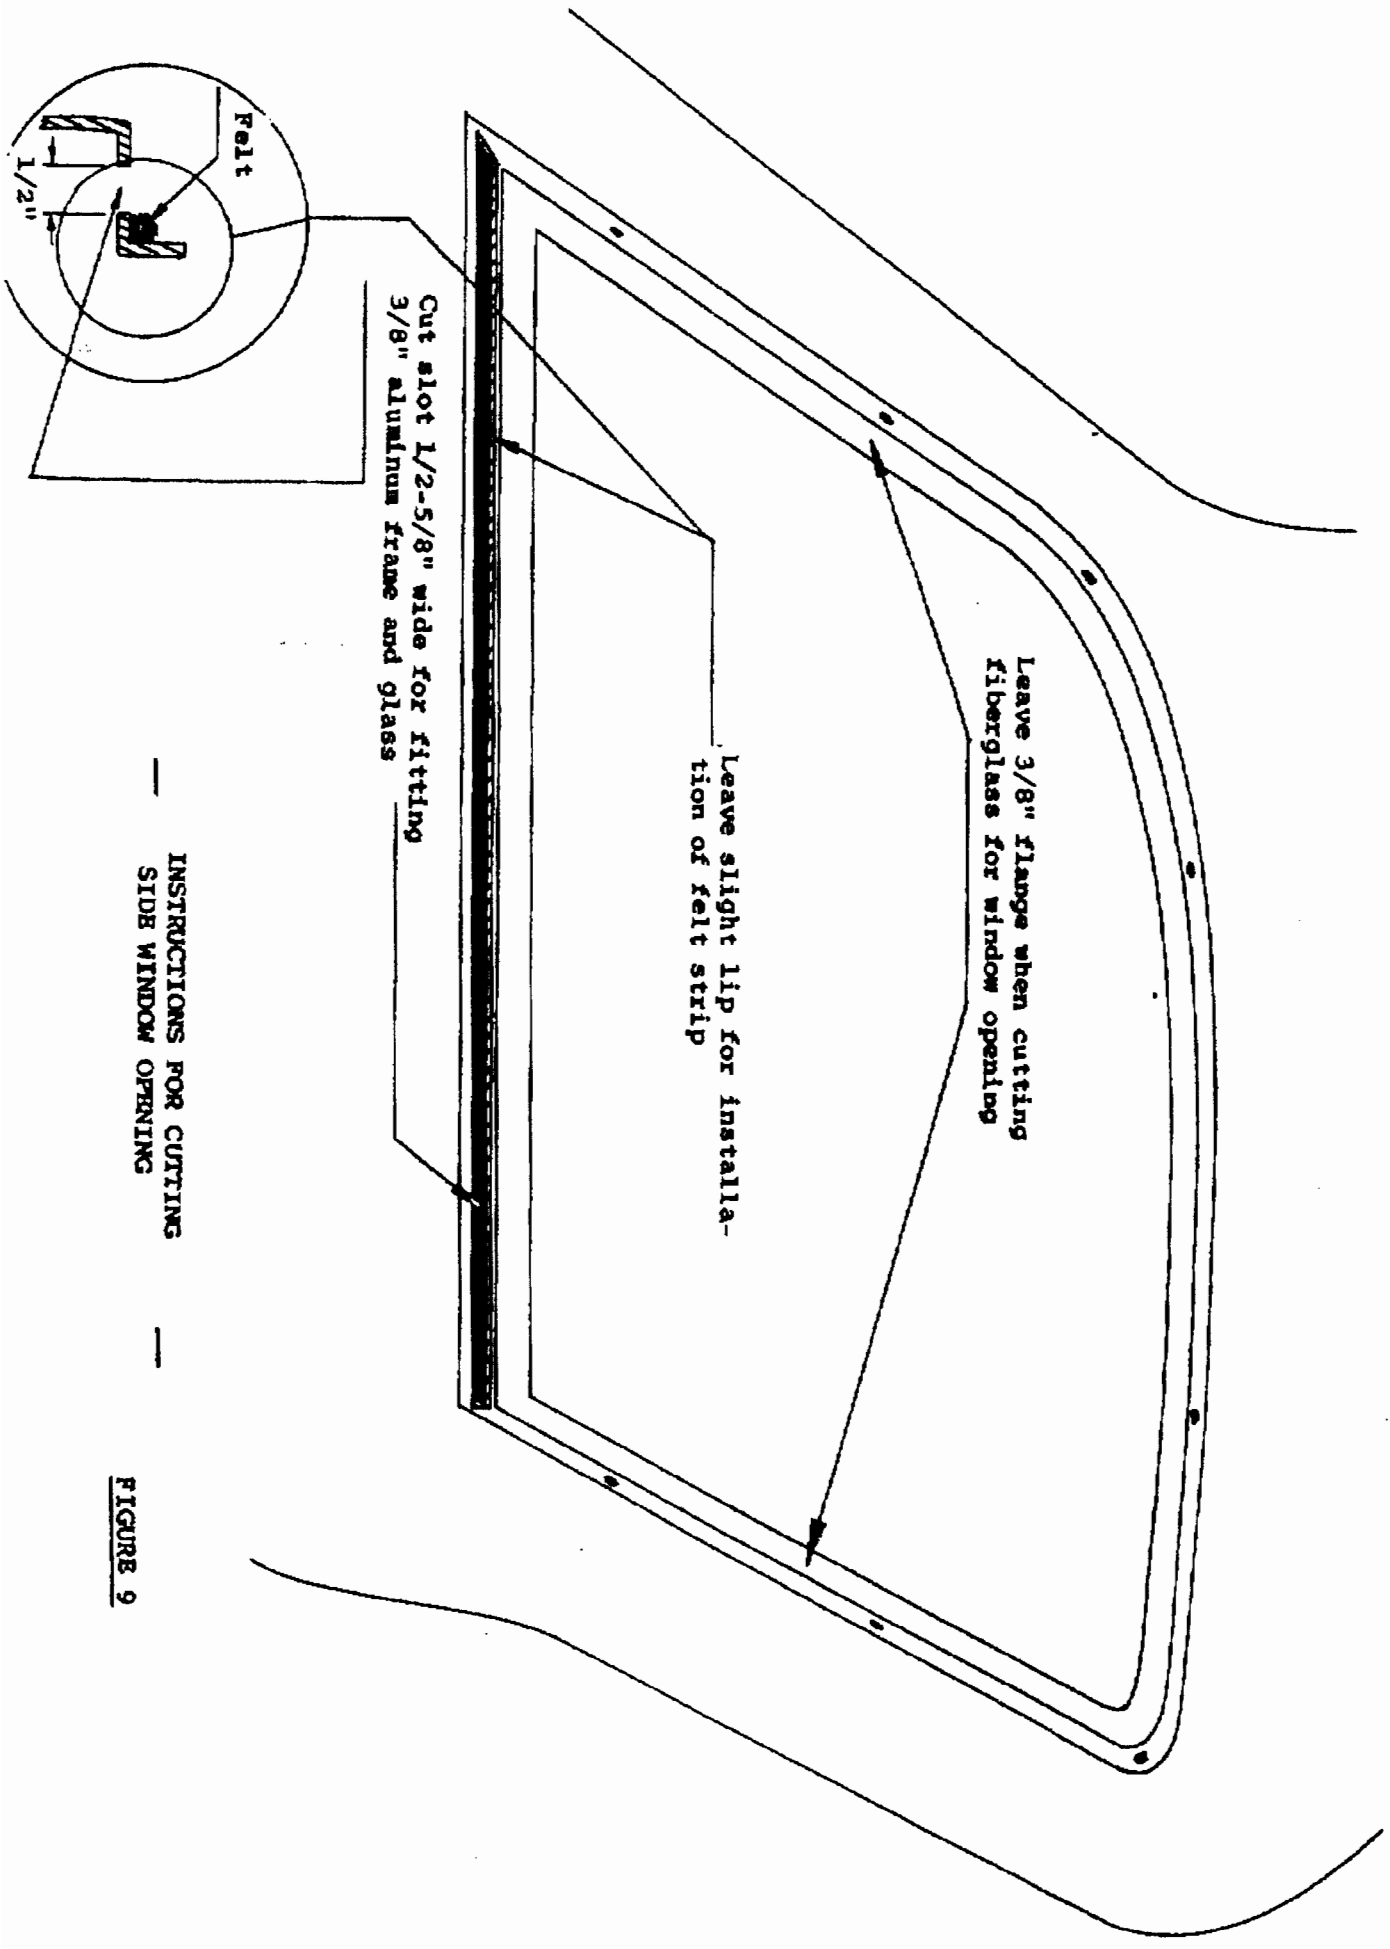 Leave 3/8" flange when cutting
fiberglass for window opening
Leave slight lip for installa-
tion of felt strip
Cut slot 1/2-5/8" wide for fitting
3/8" aluminum frame and glass
Felt
1/2"
INSTRUCTIONS FOR CUTTING
SIDE WINDOW OPENING
FIGURE 9